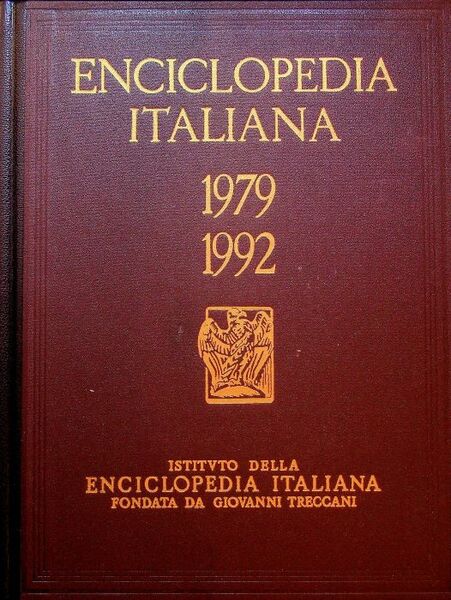 ENCICLOPEDIA
ITALIANA
1979
1992
ISTITVTO DELLA
ENCICLOPEDIA ITALIANA
FONDATA DA GIOVANNI TRECCANI